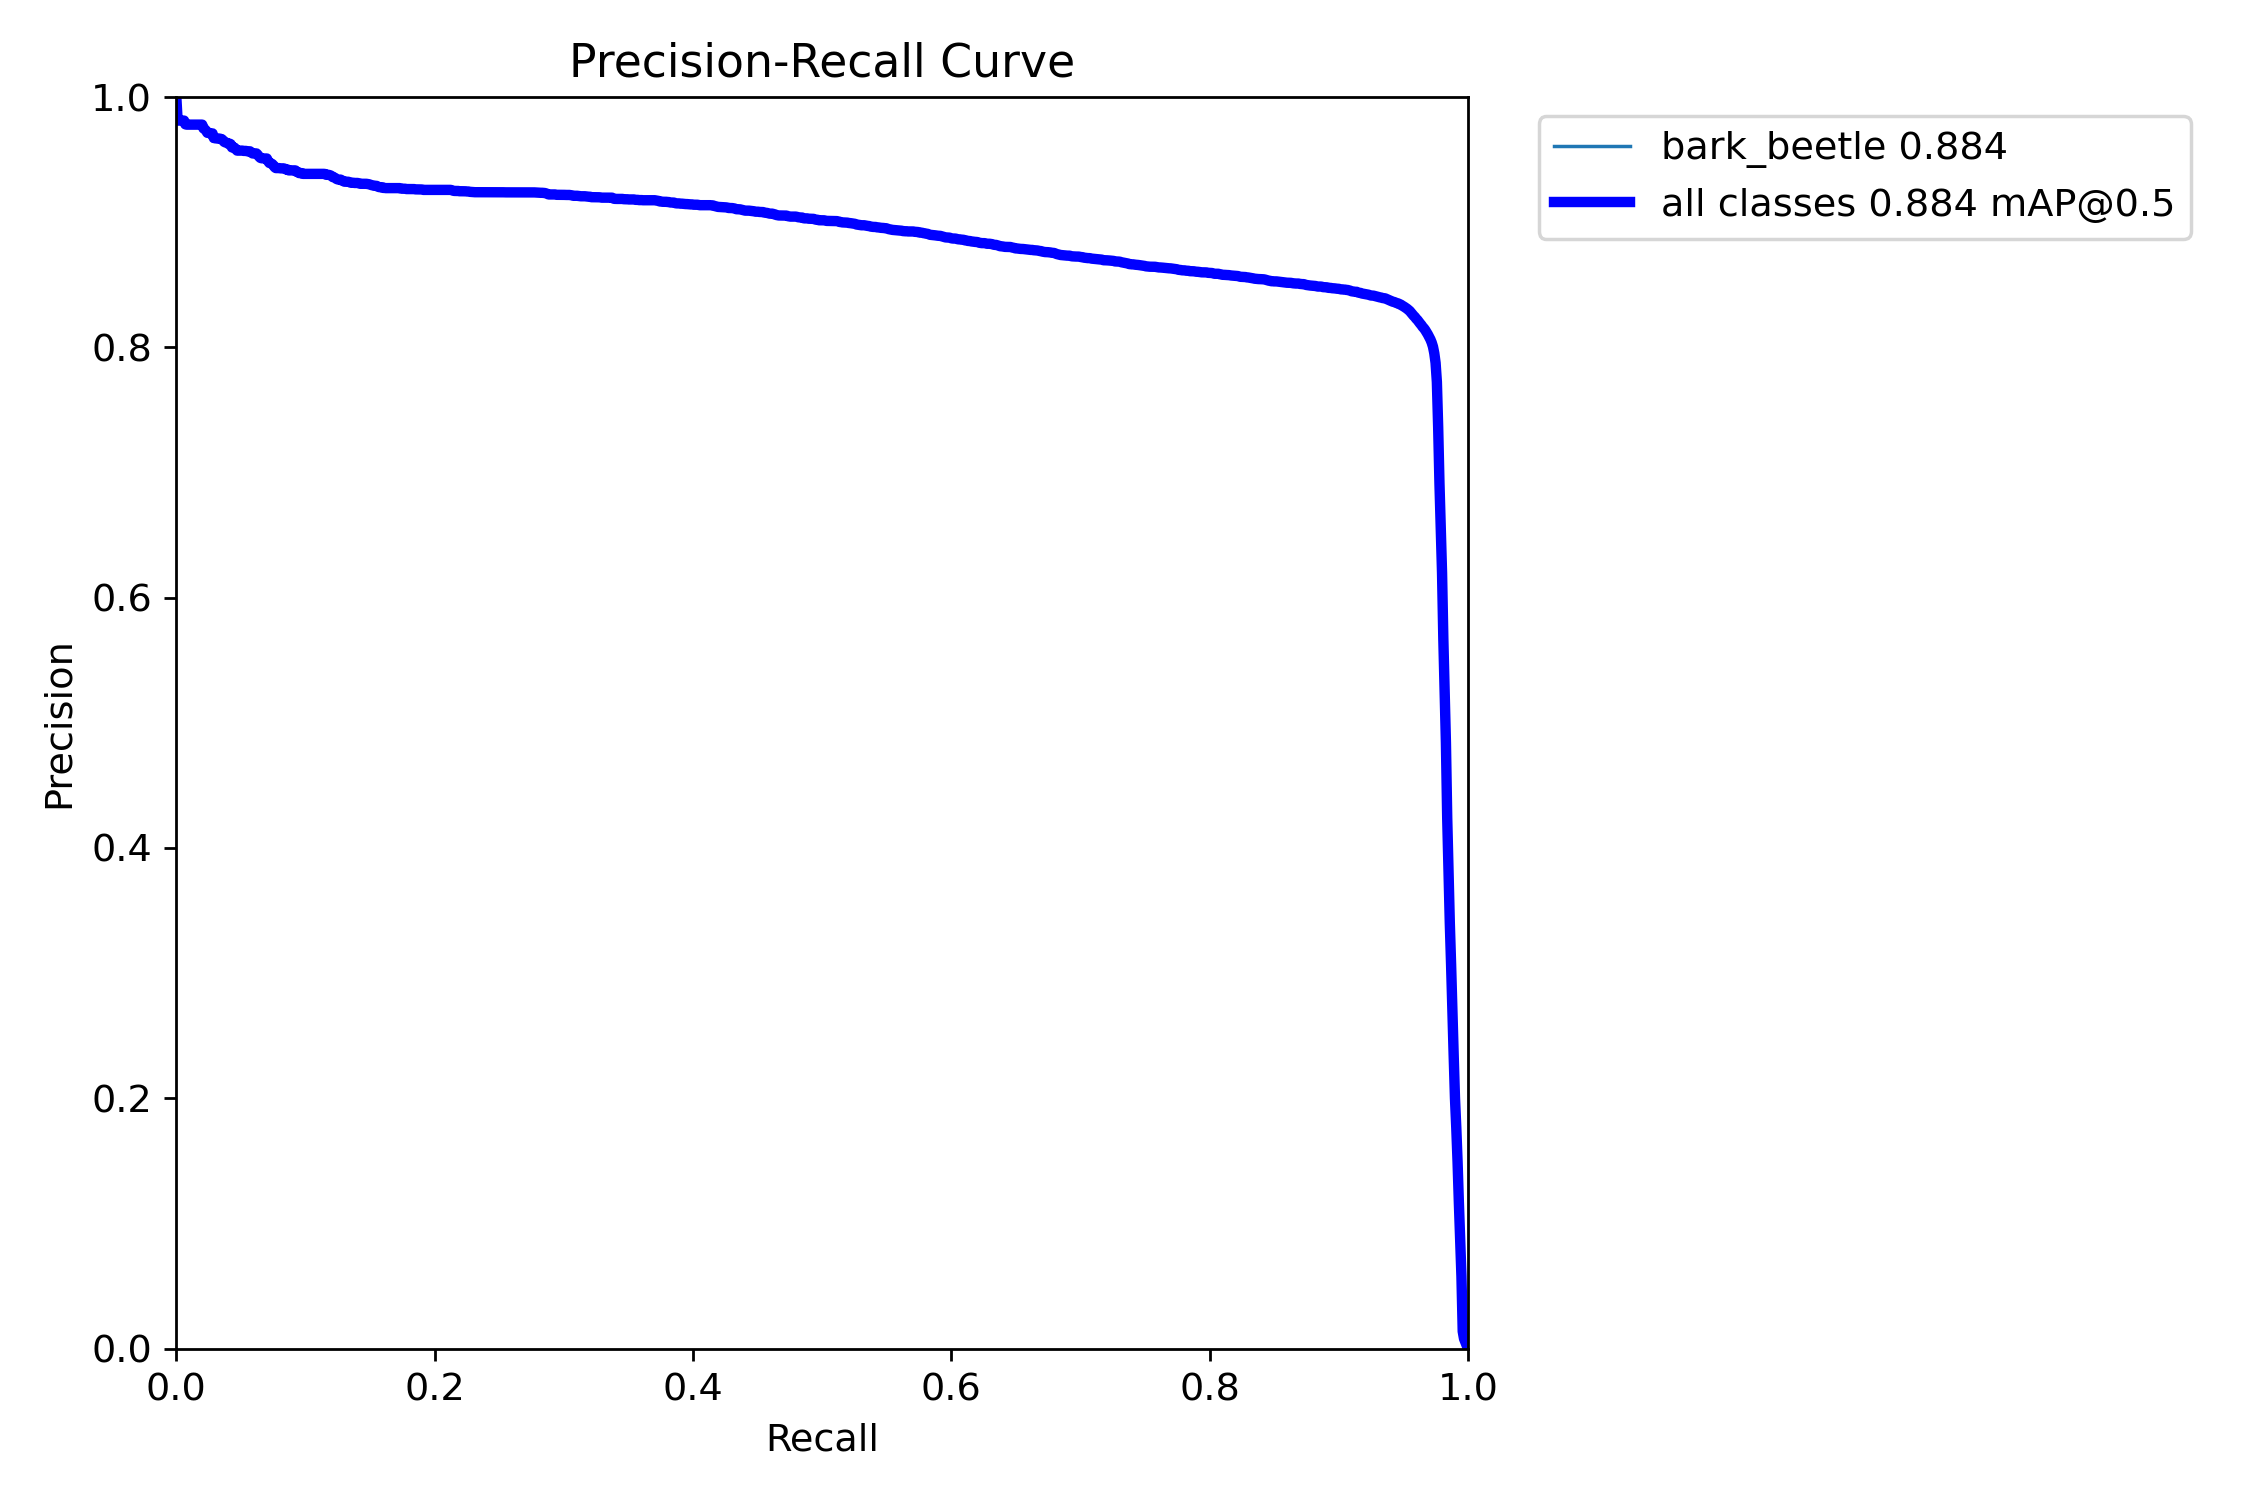 Precision-Recall Curve
1.0
0.8
0.6
0.4
0.2
0.0
Precision
0.0 0.2 0.4 0.6 0.8 1.0
Recall
bark_beetle 0.884
all classes 0.884 mAP@0.5